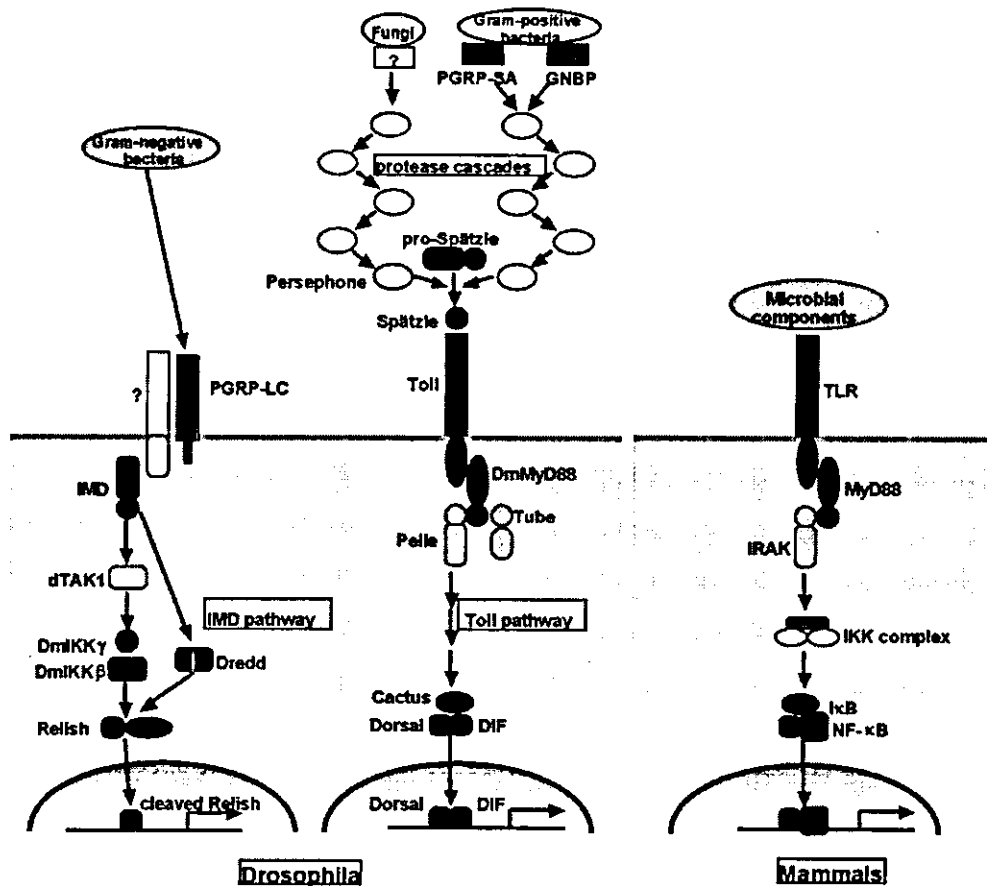 Fungi
?
Gram-positive
bacteria
PGRP-SA
GNBP
Gram-negative
bacteria
protease cascades
pro-Spätzle
Persephone
Spätzle
Microbial
components
?
PGRP-LC
Toll
TLR
IMD
DmMyD88
MyD88
Tube
Pelle
IRAK
dTAK1
IMD pathway
Toll pathway
IKK complex
DmIKKγ
DmIKKβ
Dredd
Cactus
IκB
Relish
Dorsal
DIF
NF-κB
cleaved Relish
Dorsal
DIF
Drosophila
Mammals